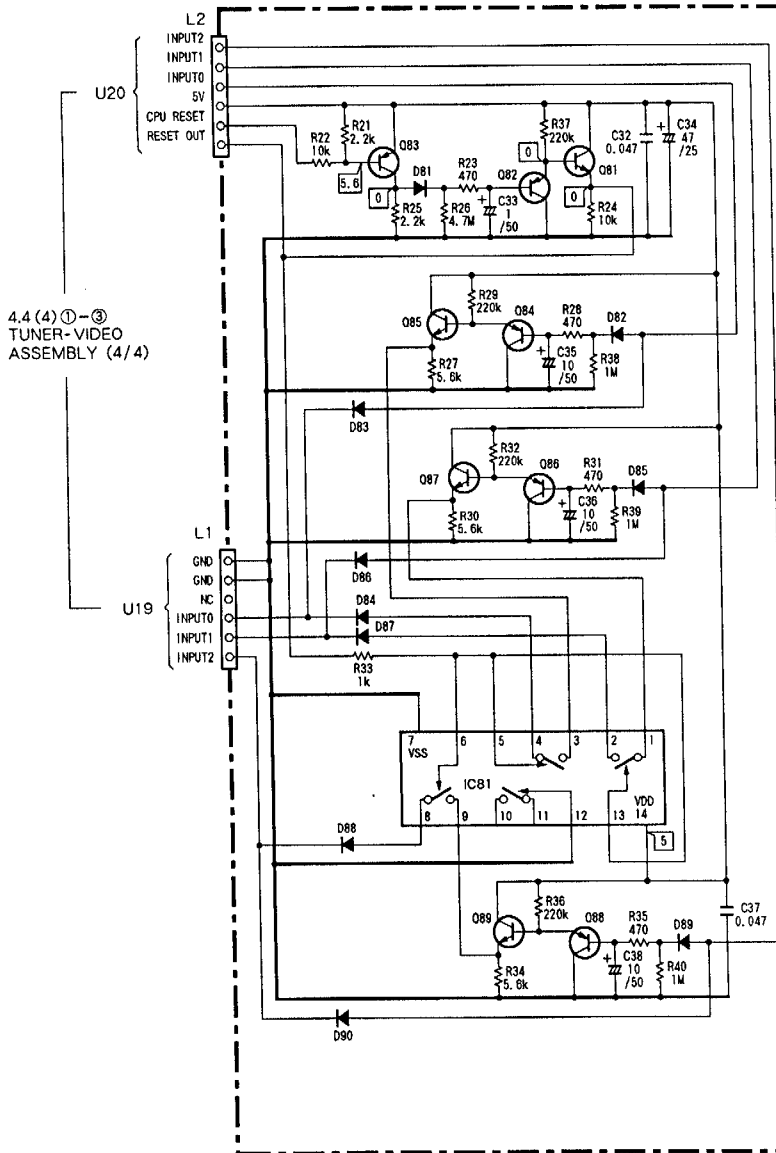 L2
INPUT2
INPUT1
INPUT0
5V
CPU RESET
RESET OUT
U20
R22
10k
R21
2.2k
Q83
5.6
0
D81
R25
2.2k
R23
470
R26
4.7M
C33
1
/50
R37
220k
Q82
0
Q81
0
R24
10k
C32
0.047
C34
47
/25
4.4 (4) ①-③
TUNER-VIDEO
ASSEMBLY (4/4)
R29
220k
Q85
Q84
R28
470
D82
R27
5.6k
C35
10
/50
R38
1M
D83
R32
220k
Q87
Q86
R31
470
D85
R30
5.6k
C36
10
/50
R39
1M
L1
GND
GND
NC
INPUT0
INPUT1
INPUT2
U19
D86
D84
D87
R33
1k
7
VSS
6
5
4
3
2
1
IC81
8
9
10
11
12
13
VDD
14
5
D88
R36
220k
Q89
Q88
R35
470
D89
C37
0.047
R34
5.6k
C38
10
/50
R40
1M
D90